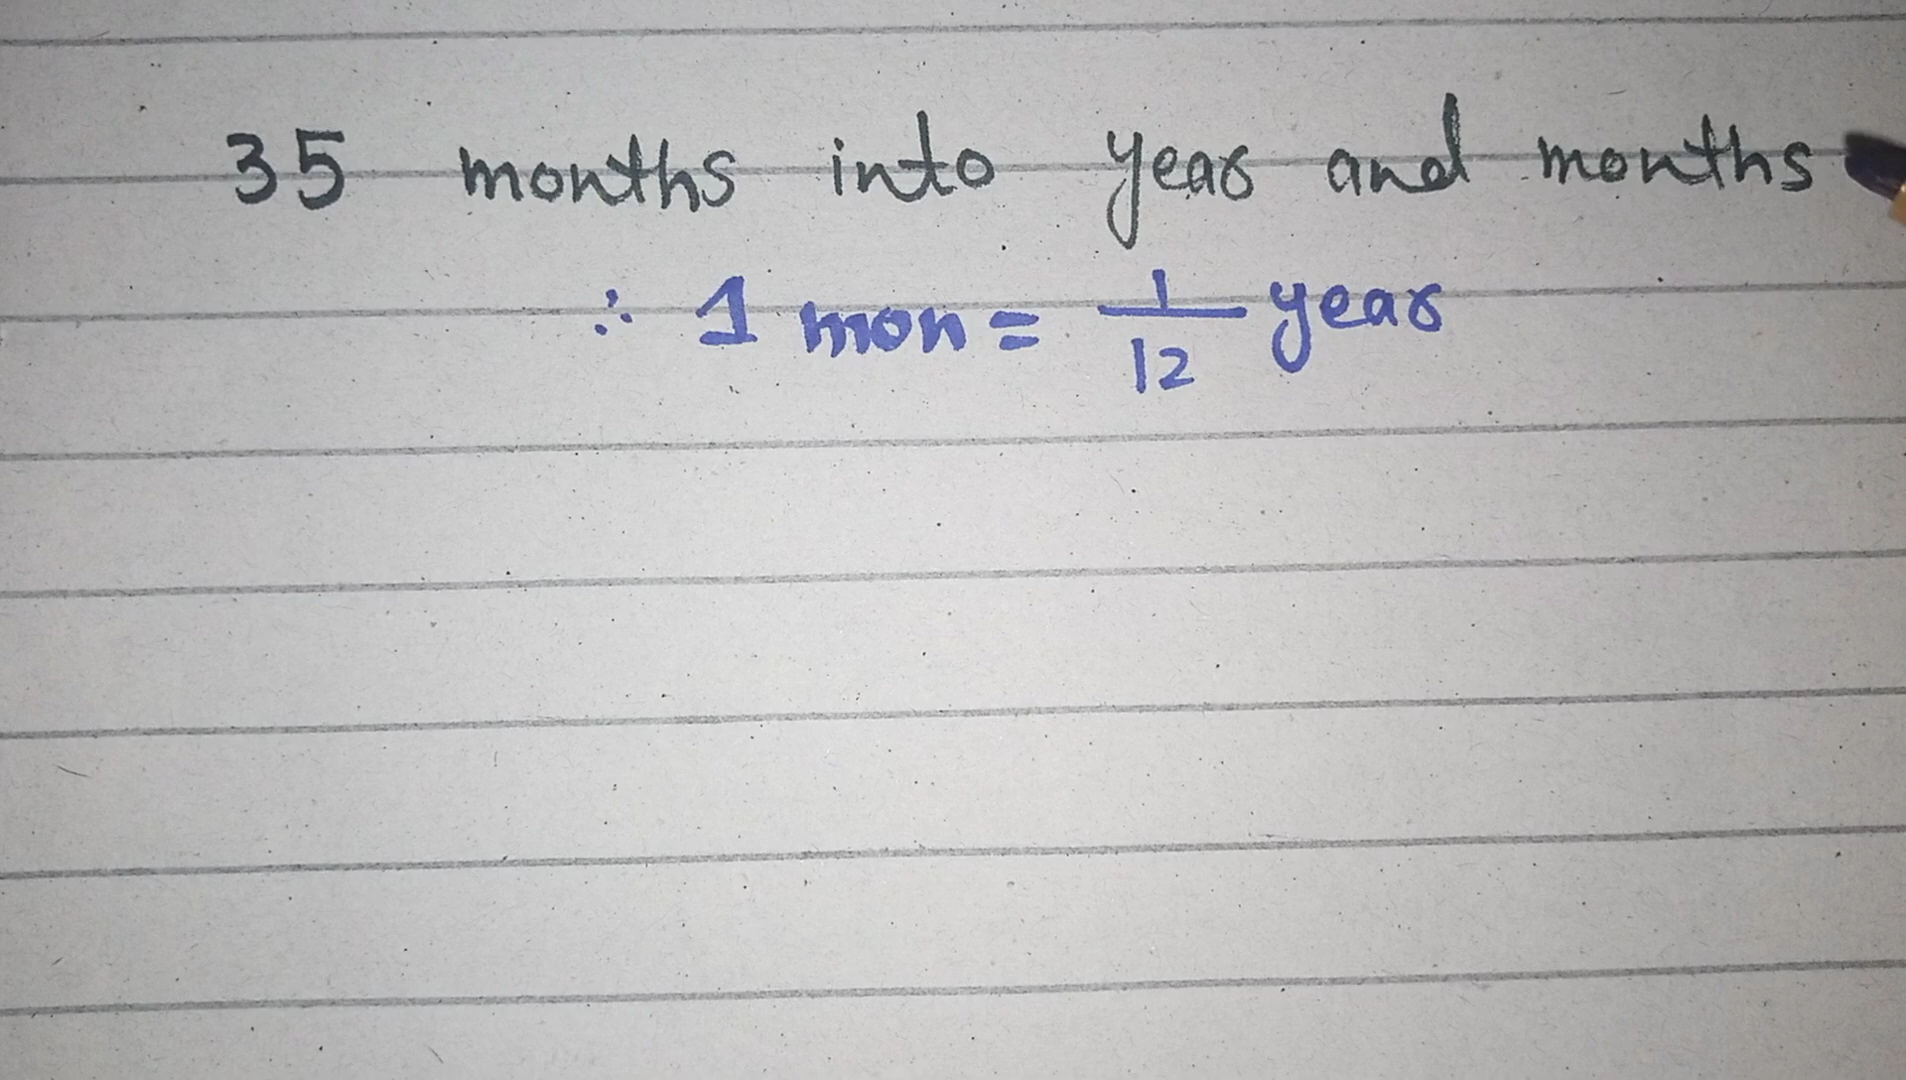 35 months into year and months
∴ 1 mon = 1/12 year